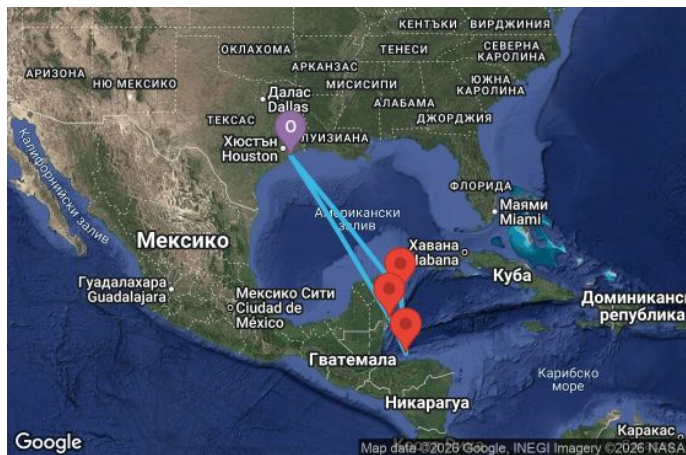 КЕНТЪКИ
ВИРДЖИНИЯ
ОКЛАХОМА
ТЕНЕСИ
СЕВЕРНА
КАРОЛИНА
АРИЗОНА
НЮ МЕКСИКО
АРКАНЗАС
МИСИСИПИ
ЮЖНА
КАРОЛИНА
Далас
Dallas
АЛАБАМА
ТЕКСАС
ДЖОРДЖИЯ
O
ЛУИЗИАНА
Хюстън
Houston
Калифорнийски залив
ФЛОРИДА
Маями
Miami
Американски
залив
Мексико
Хавана
Habana
Куба
Гуадалахара
Guadalajara
Мексико Сити
Ciudad de
México
Доминиканс
република
Гватемала
Карибско
море
Никарагуа
Каракас
Caracas
Google
Map data ©2026 Google, INEGI Imagery ©2026 NASA